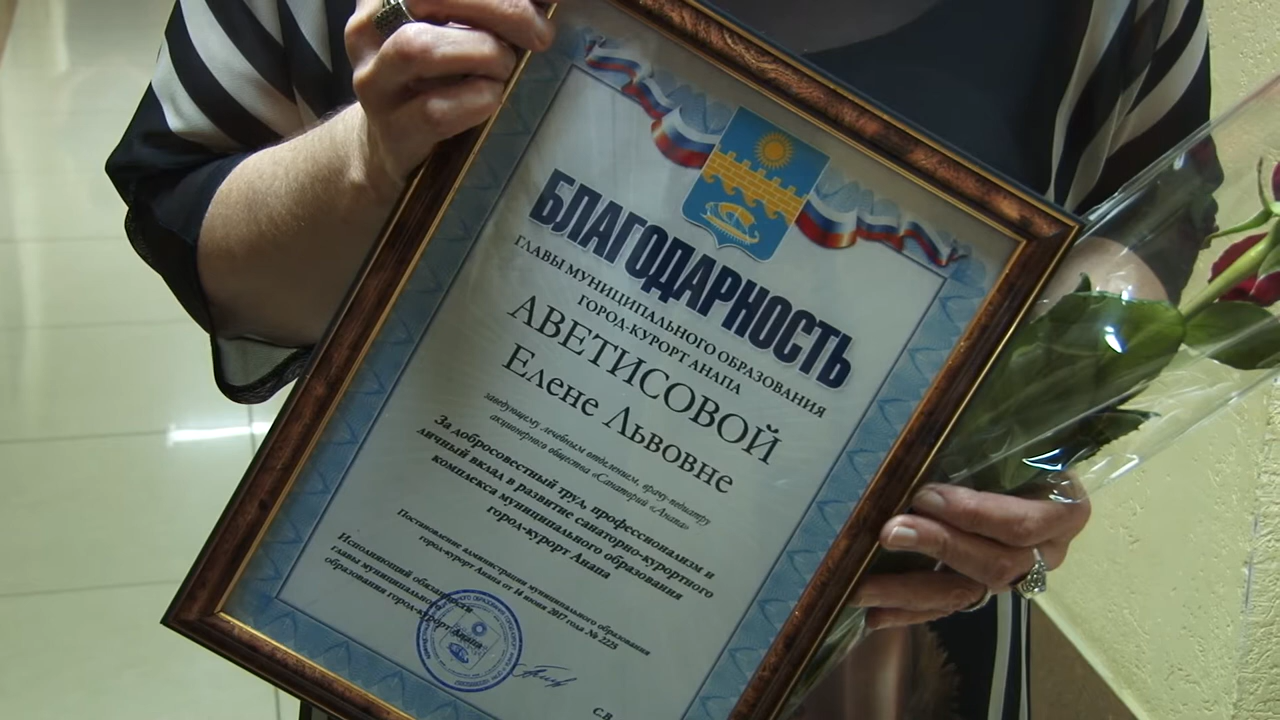 БЛАГОДАРНОСТЬ
ГЛАВЫ МУНИЦИПАЛЬНОГО ОБРАЗОВАНИЯ
ГОРОД-КУРОРТ АНАПА
АВЕТИСОВОЙ
ЕЛЕНЕ ЛЬВОВНЕ
заведующему лечебным отделением, врачу-педиатру
акционерного общества «Санаторий «Анапа»
За добросовестный труд, профессионализм и
личный вклад в развитие санаторно-курортного
комплекса муниципального образования
город-курорт Анапа
Постановление администрации муниципального образования
город-курорт Анапа от 14 июня 2017 года № 2225
Исполняющий обязанности
главы муниципального
образования город-курорт Анапа
С.В.